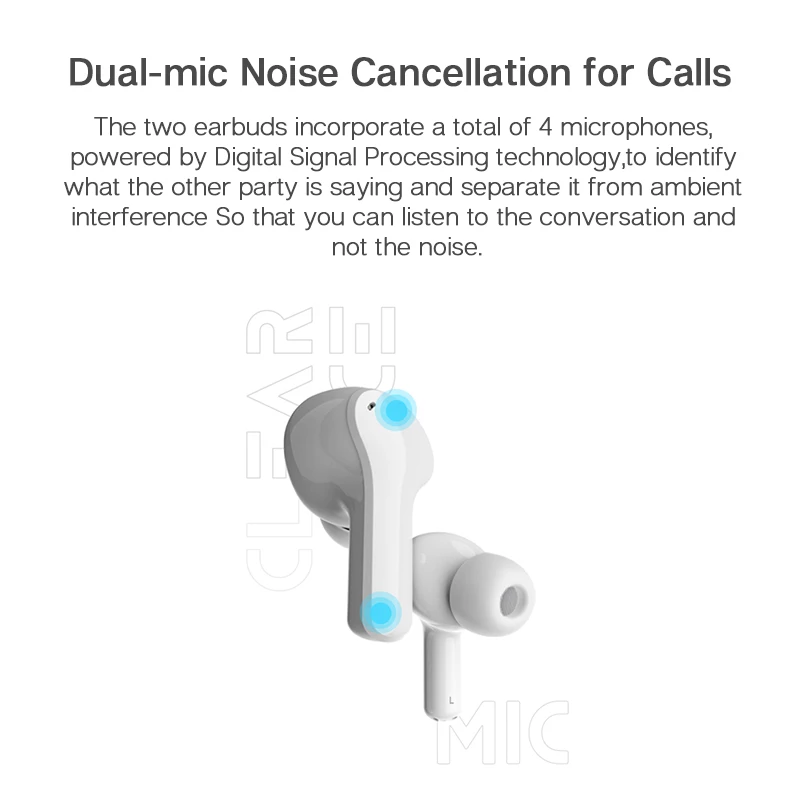 Dual-mic Noise Cancellation for Calls
The two earbuds incorporate a total of 4 microphones,
powered by Digital Signal Processing technology,to identify
what the other party is saying and separate it from ambient
interference So that you can listen to the conversation and
not the noise.
CLEAR
MIC
L